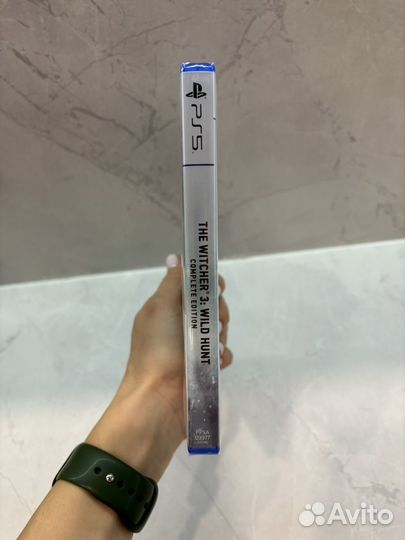 PS5
THE WITCHER® 3: WILD HUNT
COMPLETE EDITION
PPSA
Avito